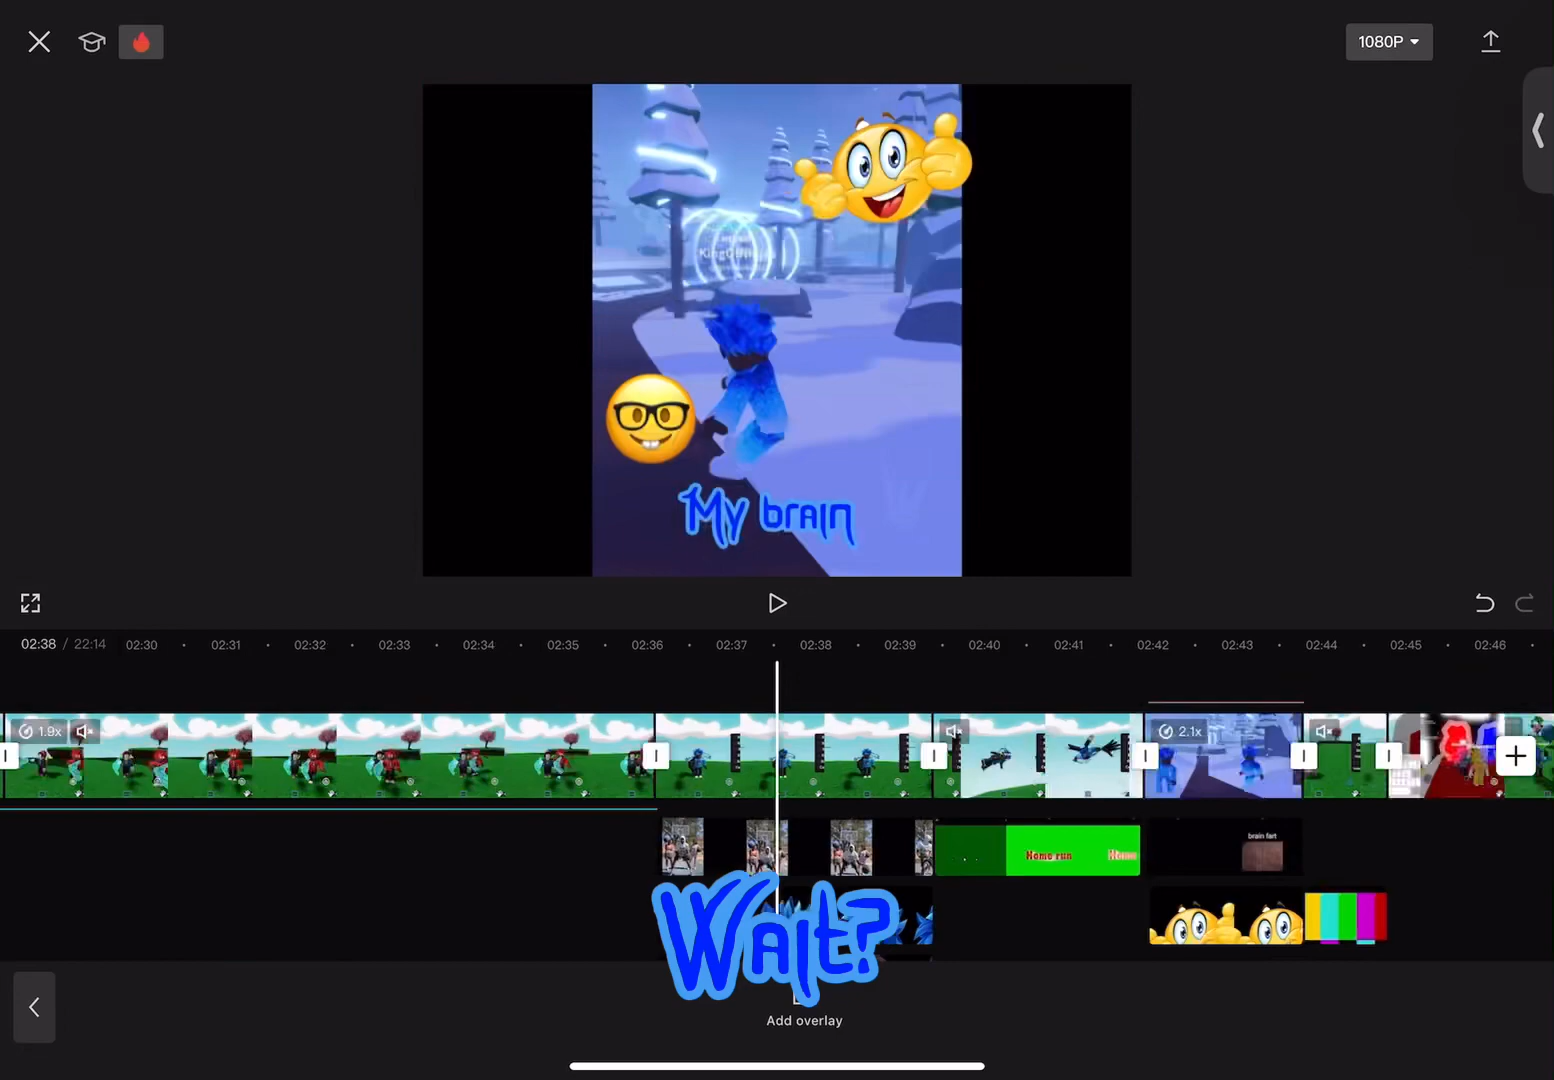 1080P
KingOfNinja
My brain
02:38 / 22:14
02:30 02:31 02:32 02:33 02:34 02:35 02:36 02:37 02:38 02:39 02:40 02:41 02:42 02:43 02:44 02:45 02:46
1.9x
2.1x
Home run
Home
brain fart
Wait?
Add overlay